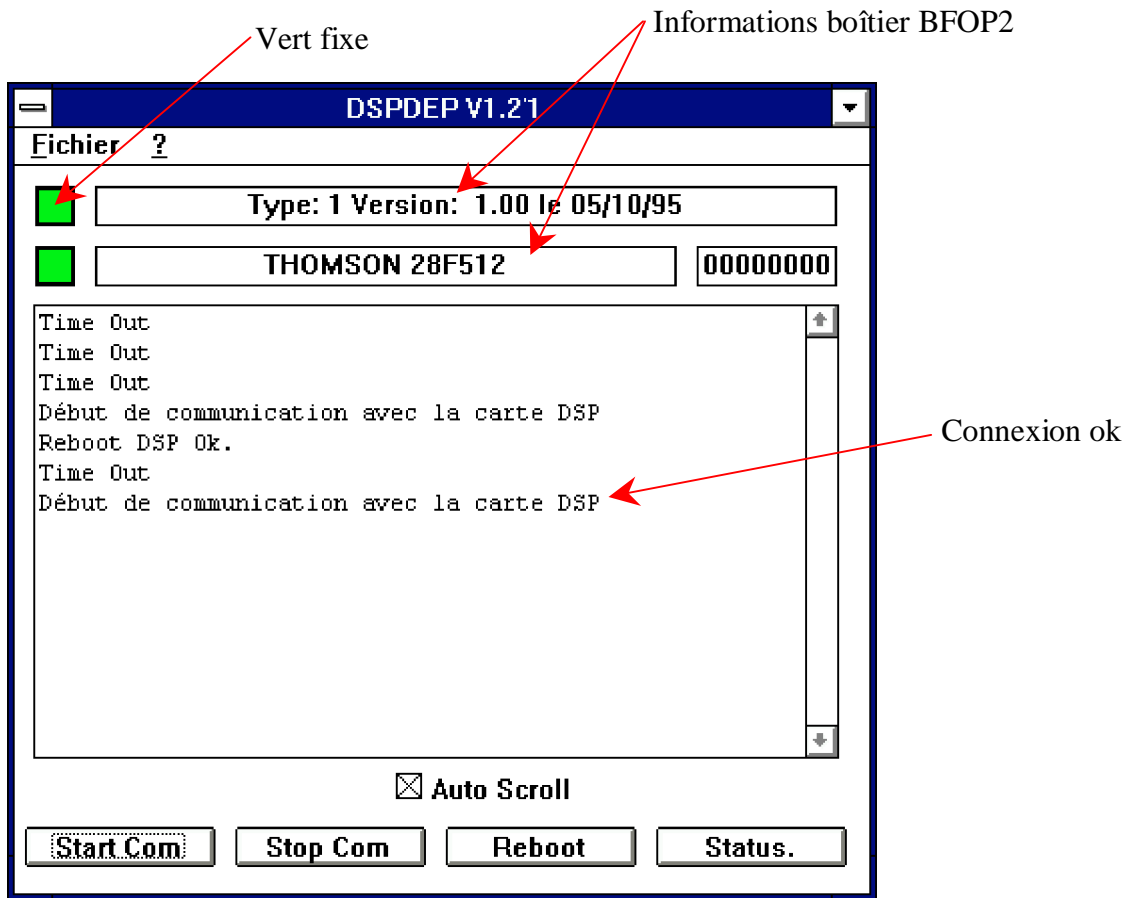 Vert fixe
Informations boîtier BFOP2
DSPDEP V1.21
Fichier ?
Type: 1 Version: 1.00 le 05/10/95
THOMSON 28F512
00000000
Time Out
Time Out
Time Out
Début de communication avec la carte DSP
Reboot DSP Ok.
Time Out
Début de communication avec la carte DSP
Connexion ok
Auto Scroll
Start Com
Stop Com
Reboot
Status.